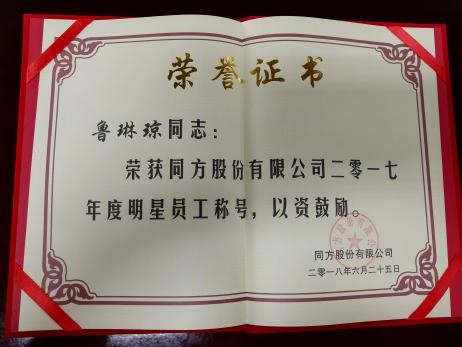 荣誉证书
鲁琳琼同志：
荣获同方股份有限公司二零一七
年度明星员工称号，以资鼓励。
同方股份有限公司
二零一八年六月二十五日